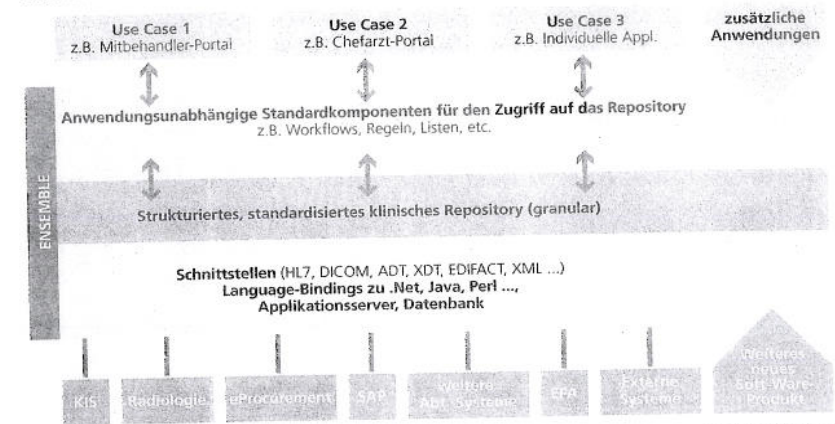 Use Case 1
z.B. Mitbehandler-Portal
Use Case 2
z.B. Chefarzt-Portal
Use Case 3
z.B. Individuelle Appl.
zusätzliche
Anwendungen
Anwendungsunabhängige Standardkomponenten für den Zugriff auf das Repository
z.B. Workflows, Regeln, Listen, etc.
ENSEMBLE
Strukturiertes, standardisiertes klinisches Repository (granular)
Schnittstellen (HL7, DICOM, ADT, XDT, EDIFACT, XML ...)
Language-Bindings zu .Net, Java, Perl ...,
Applikationsserver, Datenbank
KIS
Radiologie
eProcurement
SAP
Weitere
Abt.-Systeme
EPA
Externe
Systeme
Weiteres
neues
Soft-Ware-
Produkt